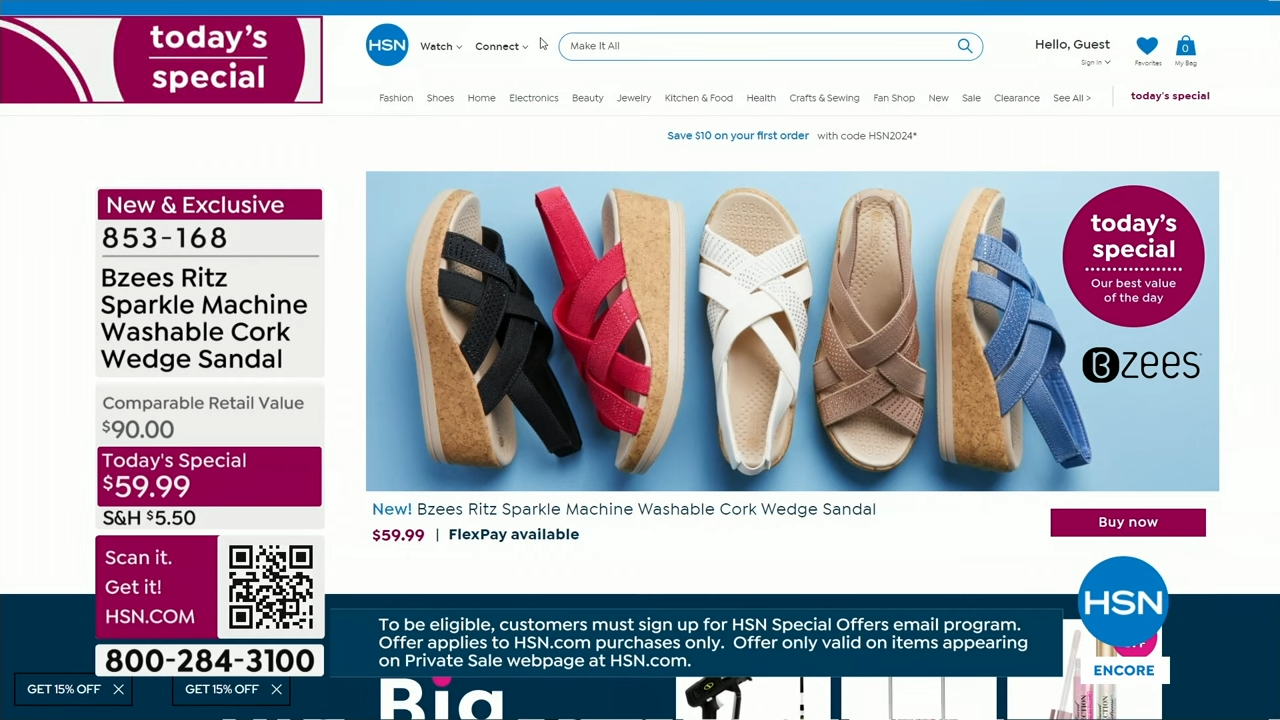 today's
special
HSN
Watch
Connect
Make It All
Hello, Guest
Sign In
Favorites
0
My Bag
Fashion
Shoes
Home
Electronics
Beauty
Jewelry
Kitchen & Food
Health
Crafts & Sewing
Fan Shop
New
Sale
Clearance
See All >
today's special
Save $10 on your first order with code HSN2024*
New & Exclusive
853-168
Bzees Ritz
Sparkle Machine
Washable Cork
Wedge Sandal
Comparable Retail Value
$90.00
Today's Special
$59.99
S&H $5.50
Scan it.
Get it!
HSN.COM
800-284-3100
today's
special
Our best value
of the day
Bzees
New! Bzees Ritz Sparkle Machine Washable Cork Wedge Sandal
$59.99 | FlexPay available
Buy now
To be eligible, customers must sign up for HSN Special Offers email program.
Offer applies to HSN.com purchases only. Offer only valid on items appearing
on Private Sale webpage at HSN.com.
HSN
ENCORE
GET 15% OFF
GET 15% OFF
Big